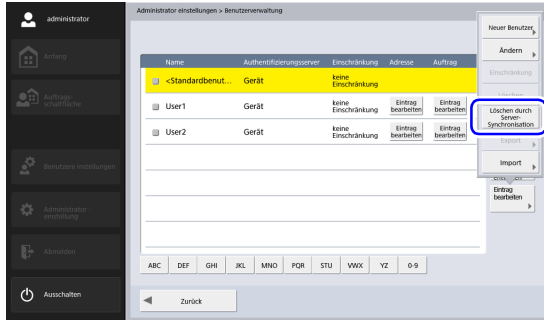 administrator
Anfang
Auftrags-
schaltfläche
Benutzere instellungen
Administrator-
einstellung
Abmelden
Ausschalten
Administrator einstellungen > Benutzerverwaltung
Name Authentifizierungsserver Einschränkung Adresse Auftrag
<Standardbenut... Gerät keine
Einschränkung
User1 Gerät keine
Einschränkung Eintrag
bearbeiten Eintrag
bearbeiten
User2 Gerät keine
Einschränkung Eintrag
bearbeiten Eintrag
bearbeiten
ABC DEF GHI JKL MNO PQR STU VWX YZ 0-9
Zurück
Neuer Benutzer
Ändern
Einschränkung
Löschen
Löschen durch
Server-
Synchronisation
Export
Import
Eintrag
bearbeiten